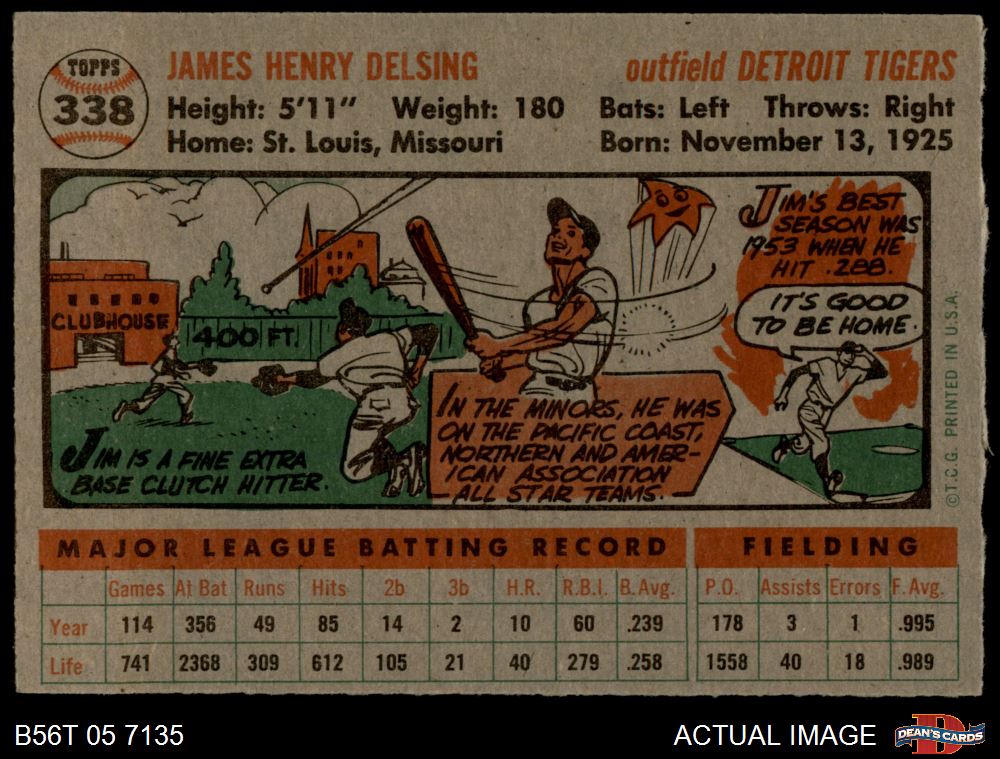 TOPPS
338
JAMES HENRY DELSING
outfield DETROIT TIGERS
Height: 5'11" Weight: 180 Bats: Left Throws: Right
Home: St. Louis, Missouri Born: November 13, 1925
CLUBHOUSE
400 FT.
JIM IS A FINE EXTRA
BASE CLUTCH HITTER.
IN THE MINORS, HE WAS
ON THE PACIFIC COAST,
NORTHERN AND AMER-
ICAN ASSOCIATION
ALL STAR TEAMS.
JIM'S BEST
SEASON WAS
1953 WHEN HE
HIT .288.
IT'S GOOD
TO BE HOME.
©T.C.G. PRINTED IN U.S.A.
MAJOR LEAGUE BATTING RECORD FIELDING
Games At Bat Runs Hits 2b 3b H.R. R.B.I. B.Avg. P.O. Assists Errors F.Avg.
Year 114 356 49 85 14 2 10 60 .239 178 3 1 .995
Life 741 2368 309 612 105 21 40 279 .258 1558 40 18 .989
B56T 05 7135
ACTUAL IMAGE
D
DEAN'S CARDS